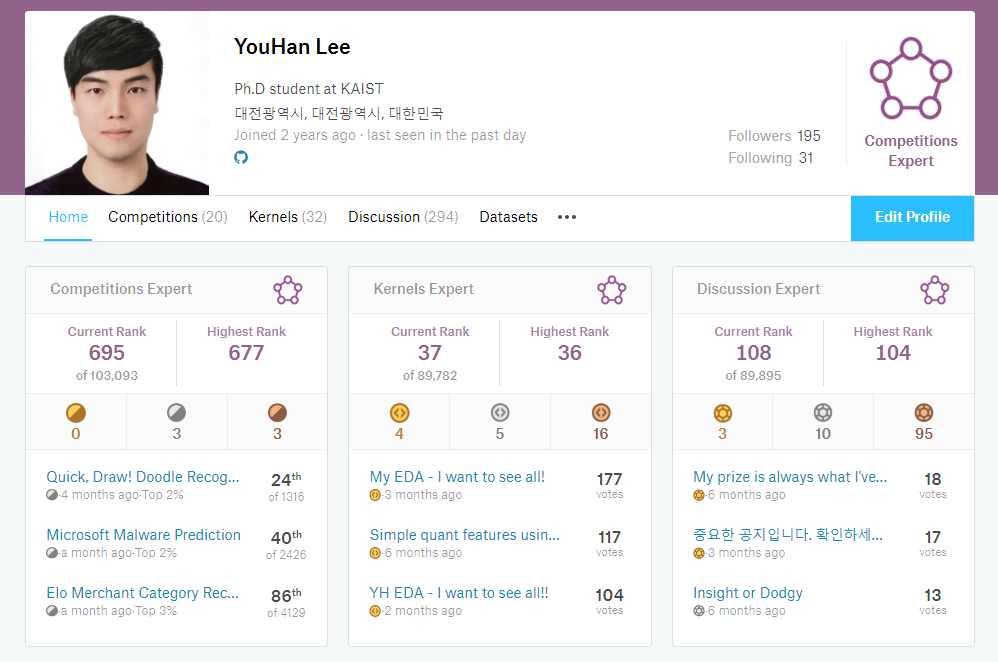 YouHan Lee
Ph.D student at KAIST
대전광역시, 대전광역시, 대한민국
Joined 2 years ago · last seen in the past day
Followers 195
Following 31
Competitions
Expert
Home Competitions (20) Kernels (32) Discussion (294) Datasets ••• Edit Profile
Competitions Expert
Current Rank Highest Rank
695 677
of 103,093
0 3 3
Quick, Draw! Doodle Recog... 24th
4 months ago·Top 2% of 1316
Microsoft Malware Prediction 40th
a month ago·Top 2% of 2426
Elo Merchant Category Rec... 86th
a month ago·Top 3% of 4129
Kernels Expert
Current Rank Highest Rank
37 36
of 89,782
4 5 16
My EDA - I want to see all! 177
·3 months ago votes
Simple quant features usin... 117
·6 months ago votes
YH EDA - I want to see all!! 104
·2 months ago votes
Discussion Expert
Current Rank Highest Rank
108 104
of 89,895
3 10 95
My prize is always what I've... 18
·6 months ago votes
중요한 공지입니다. 확인하세... 17
·3 months ago votes
Insight or Dodgy 13
·6 months ago votes